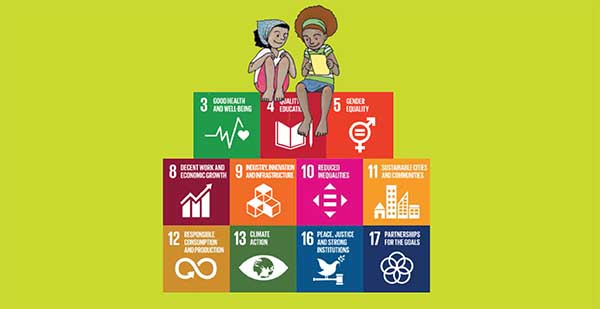 3 GOOD HEALTH
AND WELL-BEING
4 QUALITY
EDUCATION
5 GENDER
EQUALITY
8 DECENT WORK AND
ECONOMIC GROWTH
9 INDUSTRY, INNOVATION
AND INFRASTRUCTURE
10 REDUCED
INEQUALITIES
11 SUSTAINABLE CITIES
AND COMMUNITIES
12 RESPONSIBLE
CONSUMPTION
AND PRODUCTION
13 CLIMATE
ACTION
16 PEACE, JUSTICE
AND STRONG
INSTITUTIONS
17 PARTNERSHIPS
FOR THE GOALS